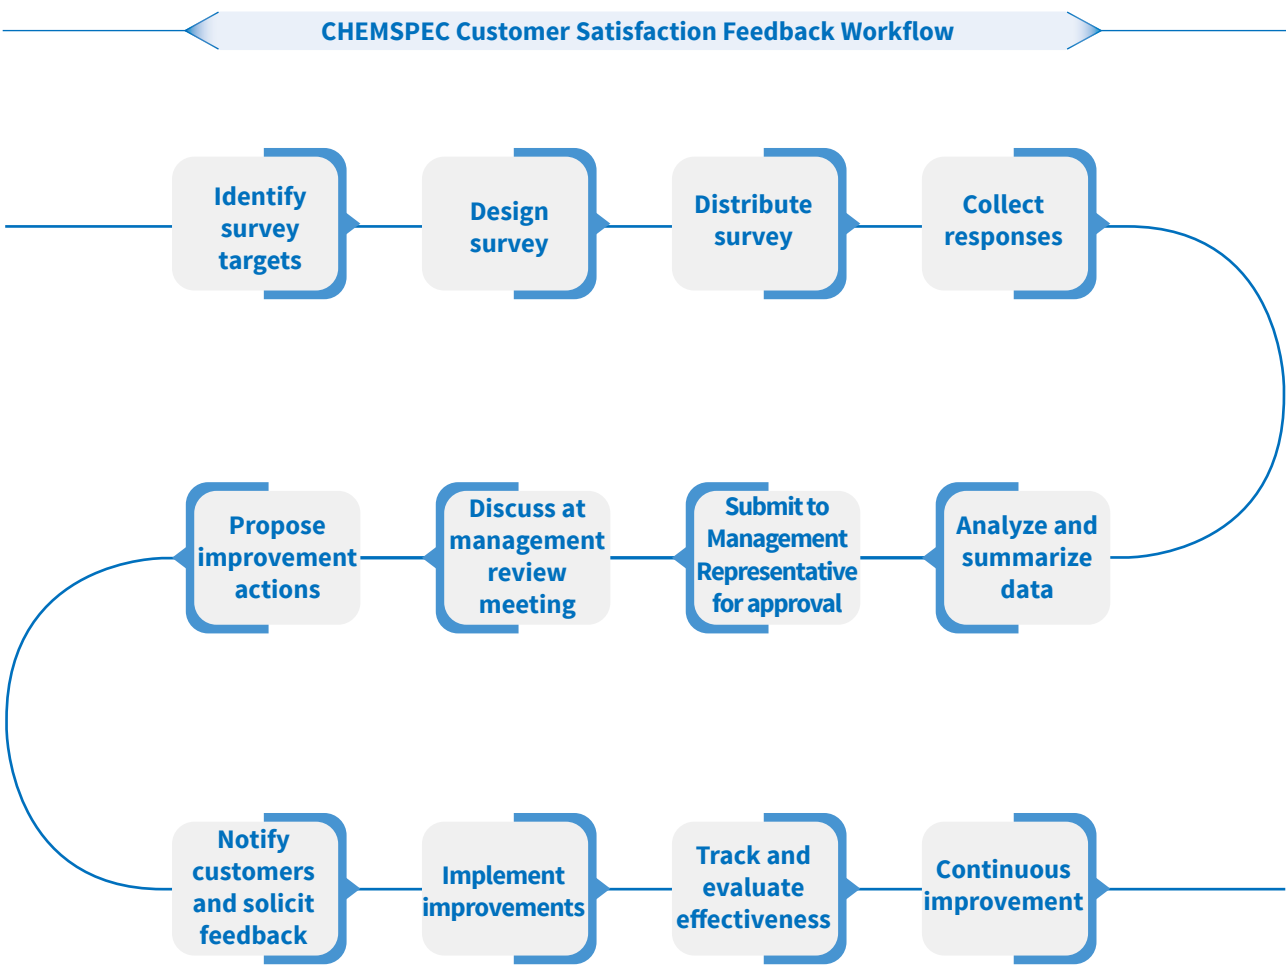 CHEMSPEC Customer Satisfaction Feedback Workflow
Identify
survey
targets
Design
survey
Distribute
survey
Collect
responses
Analyze and
summarize
data
Submit to
Management
Representative
for approval
Discuss at
management
review
meeting
Propose
improvement
actions
Notify
customers
and solicit
feedback
Implement
improvements
Track and
evaluate
effectiveness
Continuous
improvement